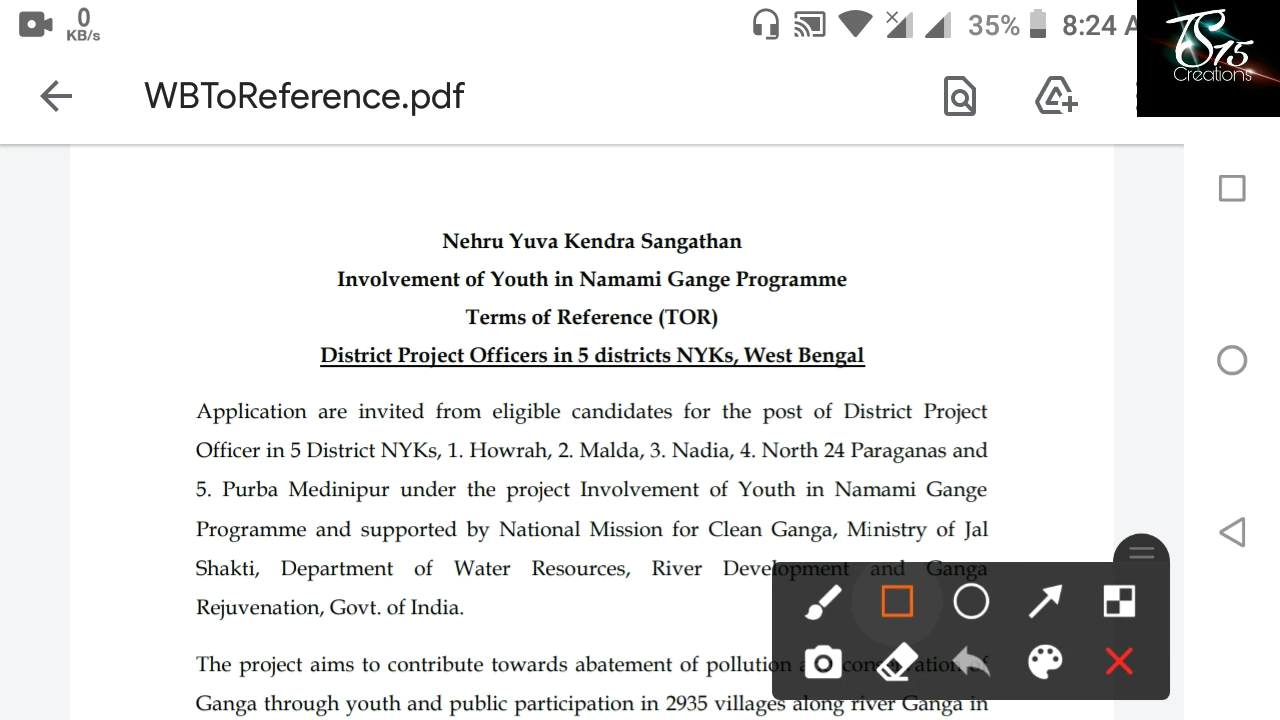 0
KB/s
35%
8:24 A
TS15
Creations
WBToReference.pdf
Nehru Yuva Kendra Sangathan
Involvement of Youth in Namami Gange Programme
Terms of Reference (TOR)
District Project Officers in 5 districts NYKs, West Bengal
Application are invited from eligible candidates for the post of District Project
Officer in 5 District NYKs, 1. Howrah, 2. Malda, 3. Nadia, 4. North 24 Paraganas and
5. Purba Medinipur under the project Involvement of Youth in Namami Gange
Programme and supported by National Mission for Clean Ganga, Ministry of Jal
Shakti, Department of Water Resources, River Development and Ganga
Rejuvenation, Govt. of India.
The project aims to contribute towards abatement of pollution and conservation of
Ganga through youth and public participation in 2935 villages along river Ganga in